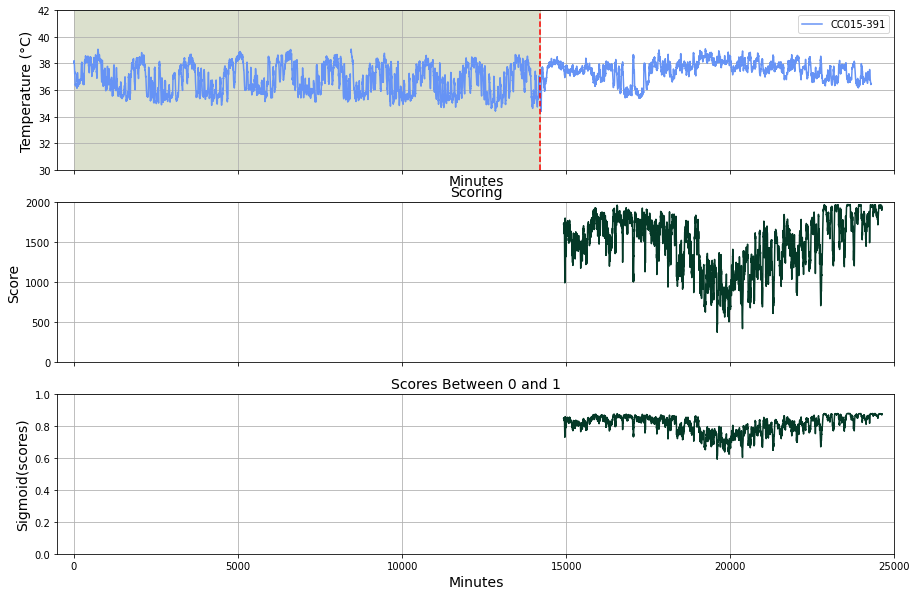 42
40
38
36
34
32
30
Temperature (°C)
CC015-391
Minutes
Scoring
2000
1500
1000
500
0
Score
Scores Between 0 and 1
1.0
0.8
0.6
0.4
0.2
0.0
Sigmoid(scores)
0 5000 10000 15000 20000 25000
Minutes